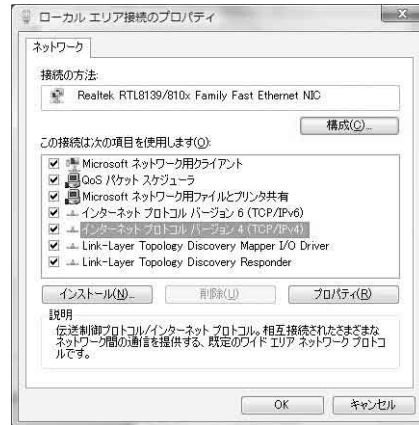 ローカル エリア接続のプロパティ
ネットワーク
接続の方法:
Realtek RTL8139/810x Family Fast Ethernet NIC
構成(C)...
この接続は次の項目を使用します(O):
Microsoft ネットワーク用クライアント
QoS パケット スケジューラ
Microsoft ネットワーク用ファイルとプリンタ共有
インターネット プロトコル バージョン 6 (TCP/IPv6)
インターネット プロトコル バージョン 4 (TCP/IPv4)
Link-Layer Topology Discovery Mapper I/O Driver
Link-Layer Topology Discovery Responder
インストール(N)...
削除(U)
プロパティ(R)
説明
伝送制御プロトコル/インターネット プロトコル。相互接続されたさまざまな
ネットワーク間の通信を提供する、既定のワイド エリア ネットワーク プロトコ
ルです。
OK
キャンセル